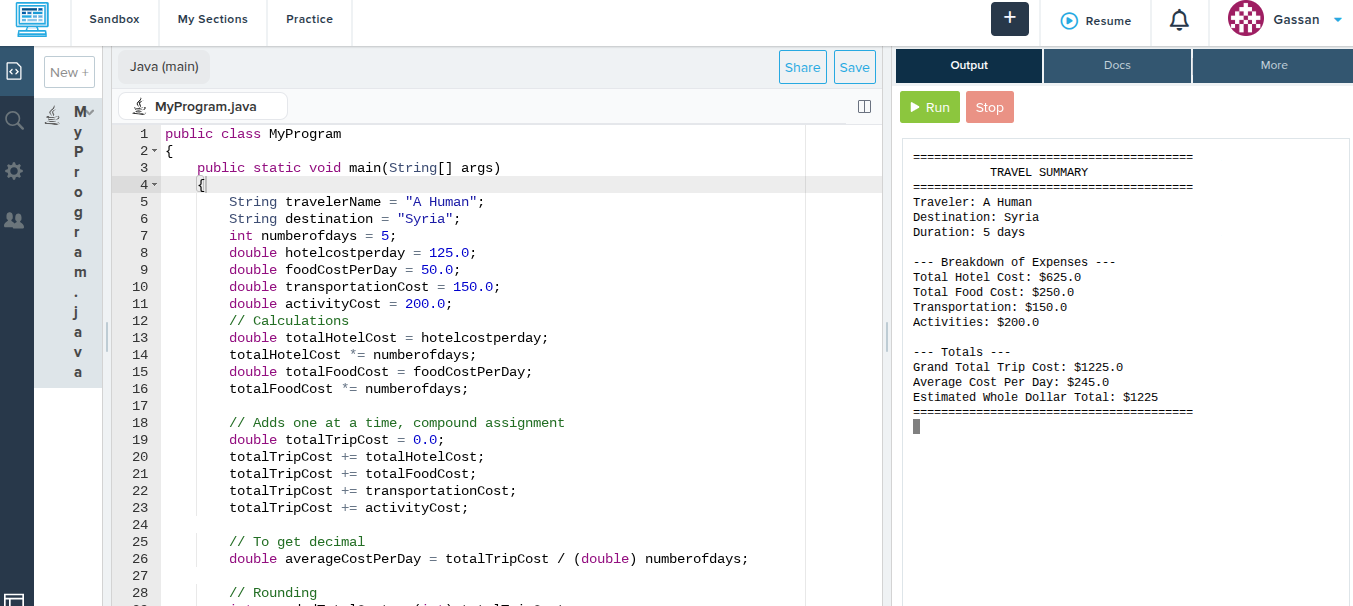 Sandbox
My Sections
Practice
+
Resume
Gassan
New +
MyProgram.java
Java (main)
Share
Save
MyProgram.java
1 public class MyProgram
2 {
3 public static void main(String[] args)
4 {
5 String travelerName = "A Human";
6 String destination = "Syria";
7 int numberofdays = 5;
8 double hotelcostperday = 125.0;
9 double foodCostPerDay = 50.0;
10 double transportationCost = 150.0;
11 double activityCost = 200.0;
12 // Calculations
13 double totalHotelCost = hotelcostperday;
14 totalHotelCost *= numberofdays;
15 double totalFoodCost = foodCostPerDay;
16 totalFoodCost *= numberofdays;
17
18 // Adds one at a time, compound assignment
19 double totalTripCost = 0.0;
20 totalTripCost += totalHotelCost;
21 totalTripCost += totalFoodCost;
22 totalTripCost += transportationCost;
23 totalTripCost += activityCost;
24
25 // To get decimal
26 double averageCostPerDay = totalTripCost / (double) numberofdays;
27
28 // Rounding
Output
Docs
More
Run
Stop
========================================
TRAVEL SUMMARY
========================================
Traveler: A Human
Destination: Syria
Duration: 5 days
--- Breakdown of Expenses ---
Total Hotel Cost: $625.0
Total Food Cost: $250.0
Transportation: $150.0
Activities: $200.0
--- Totals ---
Grand Total Trip Cost: $1225.0
Average Cost Per Day: $245.0
Estimated Whole Dollar Total: $1225
========================================